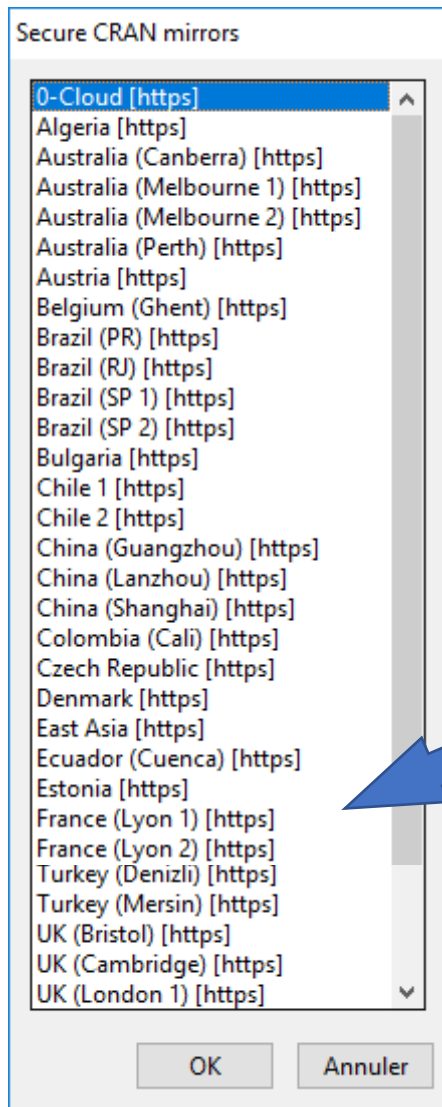 Secure CRAN mirrors
0-Cloud [https]
Algeria [https]
Australia (Canberra) [https]
Australia (Melbourne 1) [https]
Australia (Melbourne 2) [https]
Australia (Perth) [https]
Austria [https]
Belgium (Ghent) [https]
Brazil (PR) [https]
Brazil (RJ) [https]
Brazil (SP 1) [https]
Brazil (SP 2) [https]
Bulgaria [https]
Chile 1 [https]
Chile 2 [https]
China (Guangzhou) [https]
China (Lanzhou) [https]
China (Shanghai) [https]
Colombia (Cali) [https]
Czech Republic [https]
Denmark [https]
East Asia [https]
Ecuador (Cuenca) [https]
Estonia [https]
France (Lyon 1) [https]
France (Lyon 2) [https]
Turkey (Denizli) [https]
Turkey (Mersin) [https]
UK (Bristol) [https]
UK (Cambridge) [https]
UK (London 1) [https]
OK Annuler